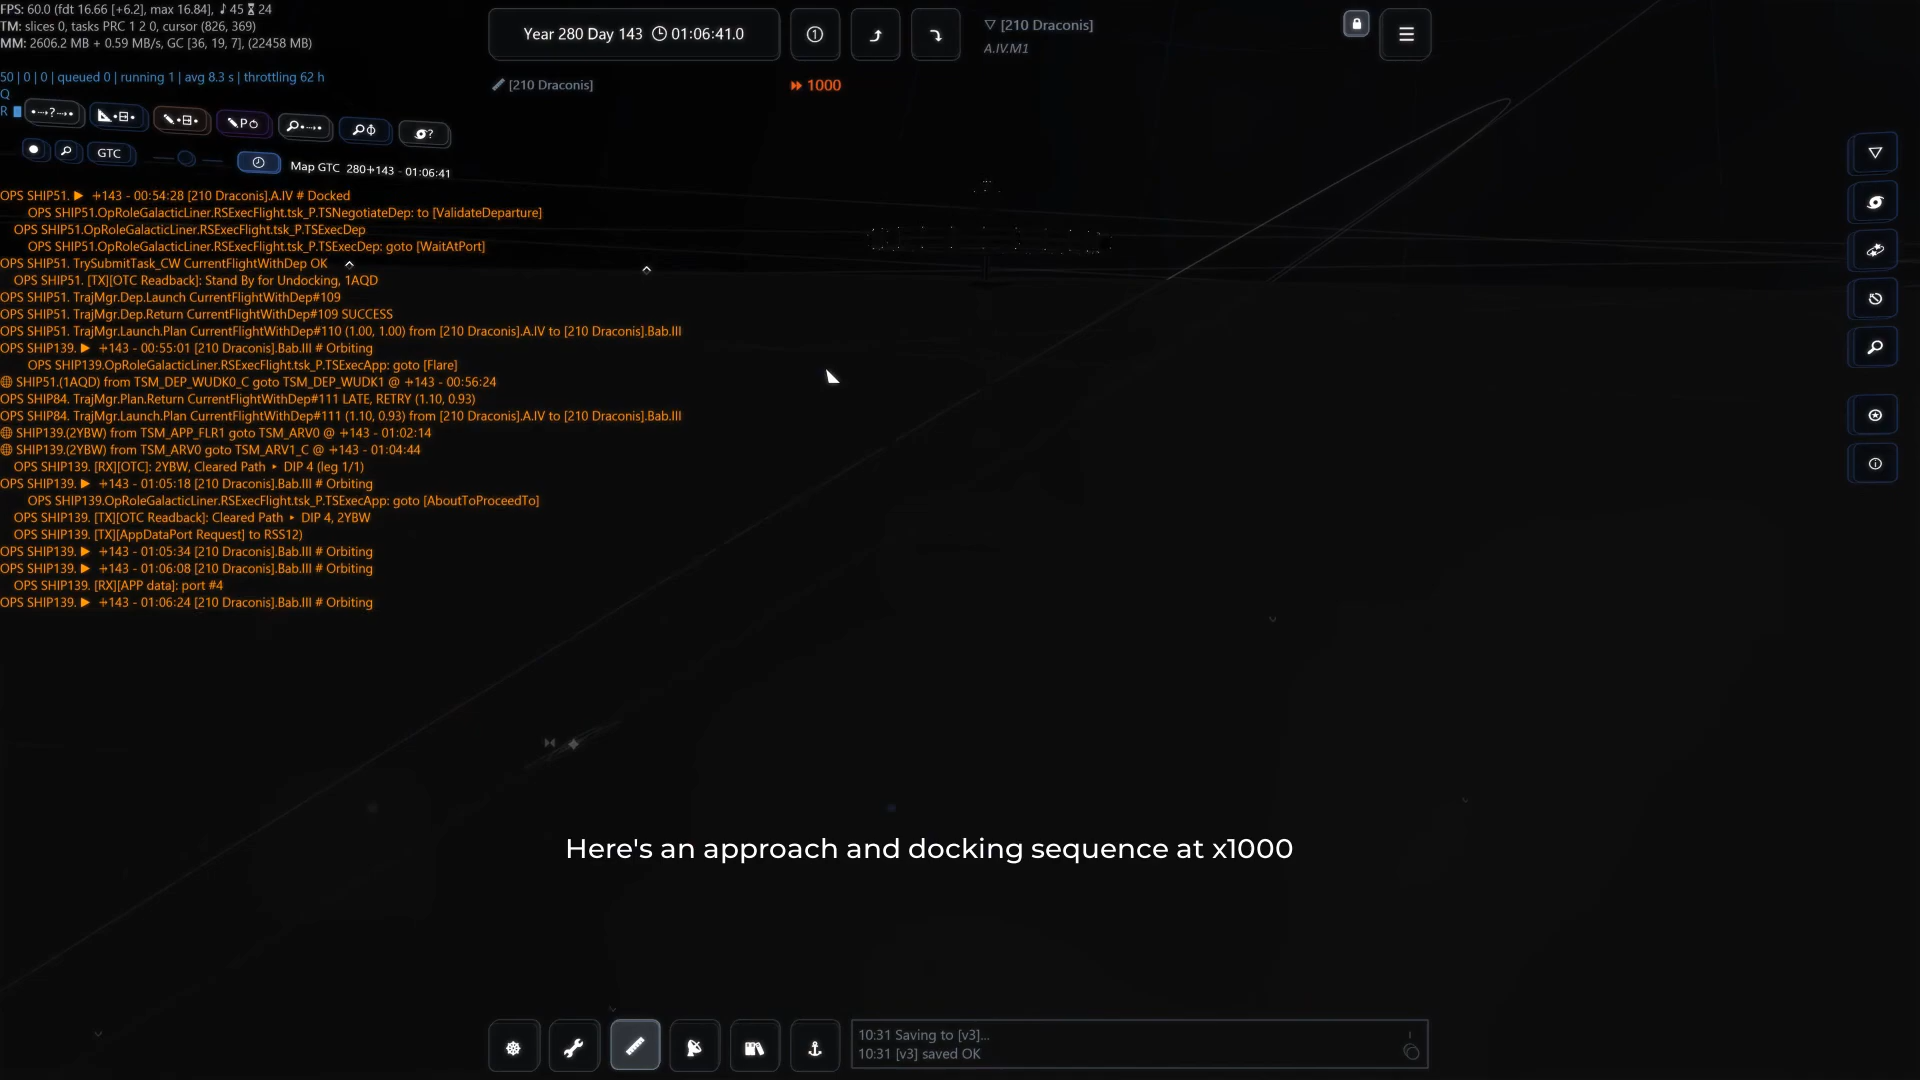 FPS: 60.0 (fdt 16.66 [+6.2], max 16.84), 45 24
TM: slices 0, tasks PRC 1 2 0, cursor (826, 369)
MM: 2606.2 MB + 0.59 MB/s, GC [36, 19, 7], (22458 MB)
50 | 0 | 0 | queued 0 | running 1 | avg 8.3 s | throttling 62 h
Q
R
GTC
Map GTC 280+143 - 01:06:41
Year 280 Day 143 01:06:41.0
[210 Draconis]
A.IV.M1
[210 Draconis]
1000
OPS SHIP51. ▶ +143 - 00:54:28 [210 Draconis].A.IV # Docked
OPS SHIP51.OpRoleGalacticLiner.RSExecFlight.tsk_P.TSNegotiateDep: to [ValidateDeparture]
OPS SHIP51.OpRoleGalacticLiner.RSExecFlight.tsk_P.TSExecDep
OPS SHIP51.OpRoleGalacticLiner.RSExecFlight.tsk_P.TSExecDep: goto [WaitAtPort]
OPS SHIP51. TrySubmitTask_CW CurrentFlightWithDep OK
OPS SHIP51. [TX][OTC Readback]: Stand By for Undocking, 1AQD
OPS SHIP51. TrajMgr.Dep.Launch CurrentFlightWithDep#109
OPS SHIP51. TrajMgr.Dep.Return CurrentFlightWithDep#109 SUCCESS
OPS SHIP51. TrajMgr.Launch.Plan CurrentFlightWithDep#110 (1.00, 1.00) from [210 Draconis].A.IV to [210 Draconis].Bab.III
OPS SHIP139. ▶ +143 - 00:55:01 [210 Draconis].Bab.III # Orbiting
OPS SHIP139.OpRoleGalacticLiner.RSExecFlight.tsk_P.TSExecApp: goto [Flare]
SHIP51.(1AQD) from TSM_DEP_WUDK0_C goto TSM_DEP_WUDK1 @ +143 - 00:56:24
OPS SHIP84. TrajMgr.Plan.Return CurrentFlightWithDep#111 LATE, RETRY (1.10, 0.93)
OPS SHIP84. TrajMgr.Launch.Plan CurrentFlightWithDep#111 (1.10, 0.93) from [210 Draconis].A.IV to [210 Draconis].Bab.III
SHIP139.(2YBW) from TSM_APP_FLR1 goto TSM_ARV0 @ +143 - 01:02:14
SHIP139.(2YBW) from TSM_ARV0 goto TSM_ARV1_C @ +143 - 01:04:44
OPS SHIP139. [RX][OTC]: 2YBW, Cleared Path ‣ DIP 4 (leg 1/1)
OPS SHIP139. ▶ +143 - 01:05:18 [210 Draconis].Bab.III # Orbiting
OPS SHIP139.OpRoleGalacticLiner.RSExecFlight.tsk_P.TSExecApp: goto [AboutToProceedTo]
OPS SHIP139. [TX][OTC Readback]: Cleared Path ‣ DIP 4, 2YBW
OPS SHIP139. [TX][AppDataPort Request] to RSS12)
OPS SHIP139. ▶ +143 - 01:05:34 [210 Draconis].Bab.III # Orbiting
OPS SHIP139. ▶ +143 - 01:06:08 [210 Draconis].Bab.III # Orbiting
OPS SHIP139. [RX][APP data]: port #4
OPS SHIP139. ▶ +143 - 01:06:24 [210 Draconis].Bab.III # Orbiting
Here's an approach and docking sequence at x1000
10:31 Saving to [v3]...
10:31 [v3] saved OK